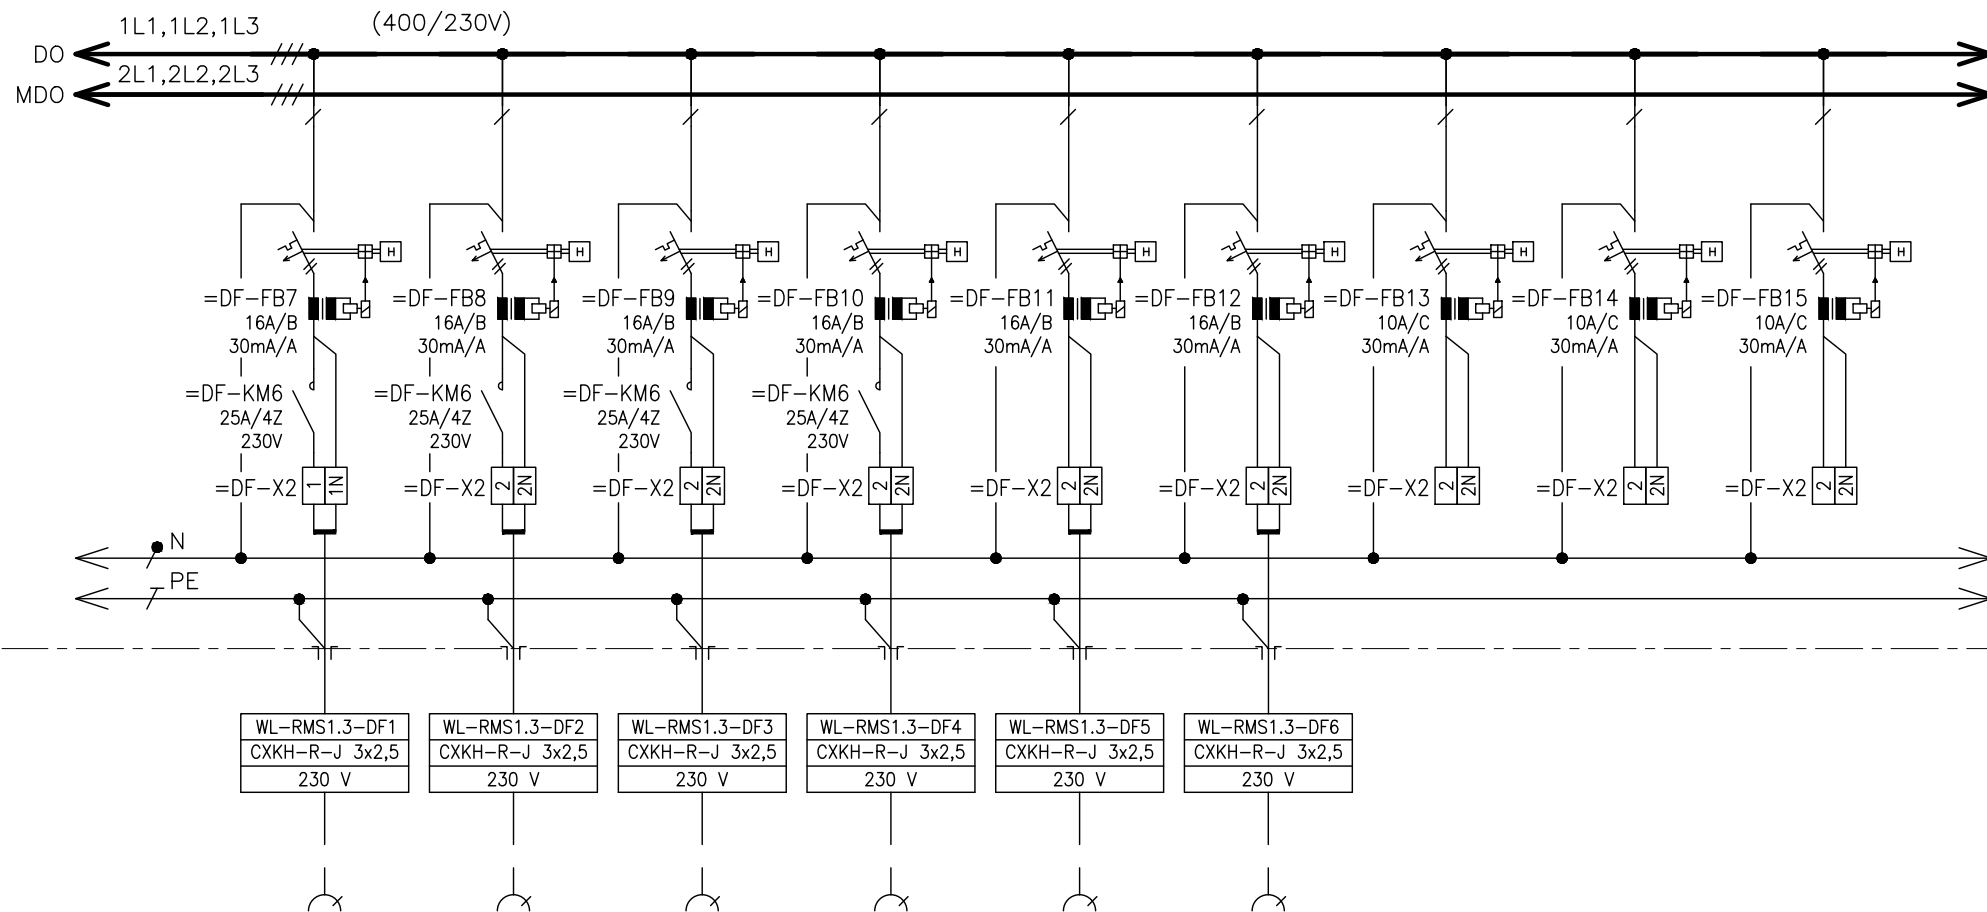 1L1,1L2,1L3 (400/230V)
DO
2L1,2L2,2L3
MDO
H H H H H H H H H
=DF-FB7 =DF-FB8 =DF-FB9 =DF-FB10 =DF-FB11 =DF-FB12 =DF-FB13 =DF-FB14 =DF-FB15
16A/B 16A/B 16A/B 16A/B 16A/B 16A/B 10A/C 10A/C 10A/C
30mA/A 30mA/A 30mA/A 30mA/A 30mA/A 30mA/A 30mA/A 30mA/A 30mA/A
=DF-KM6 =DF-KM6 =DF-KM6 =DF-KM6
25A/4Z 25A/4Z 25A/4Z 25A/4Z
230V 230V 230V 230V
=DF-X2 1 1N =DF-X2 2 2N =DF-X2 2 2N =DF-X2 2 2N =DF-X2 2 2N =DF-X2 2 2N =DF-X2 2 2N =DF-X2 2 2N =DF-X2 2 2N
N
PE
WL-RMS1.3-DF1 WL-RMS1.3-DF2 WL-RMS1.3-DF3 WL-RMS1.3-DF4 WL-RMS1.3-DF5 WL-RMS1.3-DF6
CXKH-R-J 3x2,5 CXKH-R-J 3x2,5 CXKH-R-J 3x2,5 CXKH-R-J 3x2,5 CXKH-R-J 3x2,5 CXKH-R-J 3x2,5
230 V 230 V 230 V 230 V 230 V 230 V